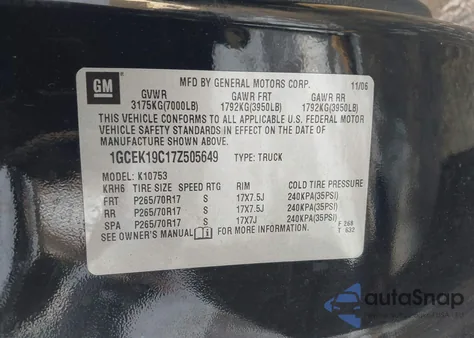 GM
MFD BY GENERAL MOTORS CORP. 11/06
GVWR GAWR FRT GAWR RR
3175KG(7000LB) 1792KG(3950LB) 1792KG(3950LB)
THIS VEHICLE CONFORMS TO ALL APPLICABLE U.S. FEDERAL MOTOR
VEHICLE SAFETY STANDARDS IN EFFECT ON THE DATE OF
MANUFACTURE SHOWN ABOVE.
1GCEK19C17Z505649 TYPE: TRUCK
MODEL: K10753
KRH6 TIRE SIZE SPEED RTG RIM COLD TIRE PRESSURE
FRT P265/70R17 S 17X7.5J 240KPA(35PSI)
RR P265/70R17 S 17X7.5J 240KPA(35PSI)
SPA P265/70R17 S 17X7.5J 240KPA(35PSI)
SEE OWNER'S MANUAL FOR MORE INFORMATION. F 268
T 632
autoSnap